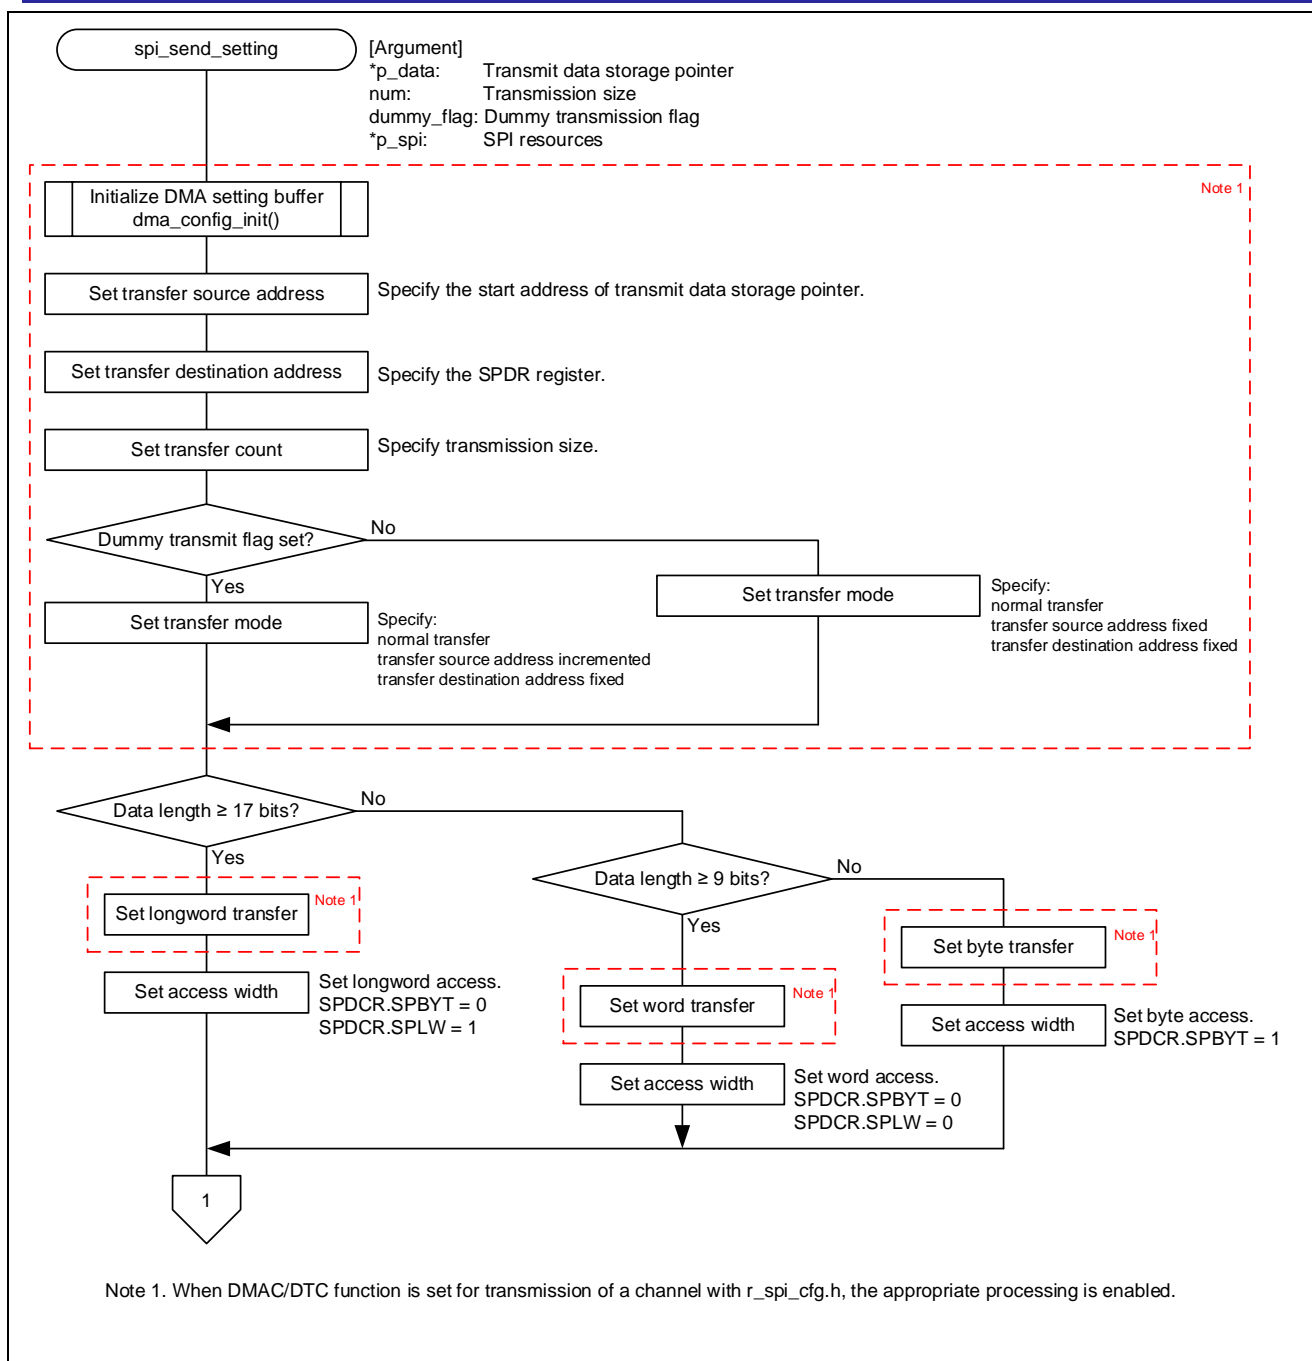 spi_send_setting
[Argument]
*p_data: Transmit data storage pointer
num: Transmission size
dummy_flag: Dummy transmission flag
*p_spi: SPI resources
Note 1
Initialize DMA setting buffer
dma_config_init()
Set transfer source address
Specify the start address of transmit data storage pointer.
Set transfer destination address
Specify the SPDR register.
Set transfer count
Specify transmission size.
Dummy transmit flag set?
No
Yes
Set transfer mode
Specify:
normal transfer
transfer source address incremented
transfer destination address fixed
Set transfer mode
Specify:
normal transfer
transfer source address fixed
transfer destination address fixed
Data length ≥ 17 bits?
No
Yes
Set longword transfer
Note 1
Set access width
Set longword access.
SPDCR.SPBYT = 0
SPDCR.SPLW = 1
Data length ≥ 9 bits?
No
Yes
Set word transfer
Note 1
Set access width
Set word access.
SPDCR.SPBYT = 0
SPDCR.SPLW = 0
Set byte transfer
Note 1
Set access width
Set byte access.
SPDCR.SPBYT = 1
1
Note 1. When DMAC/DTC function is set for transmission of a channel with r_spi_cfg.h, the appropriate processing is enabled.